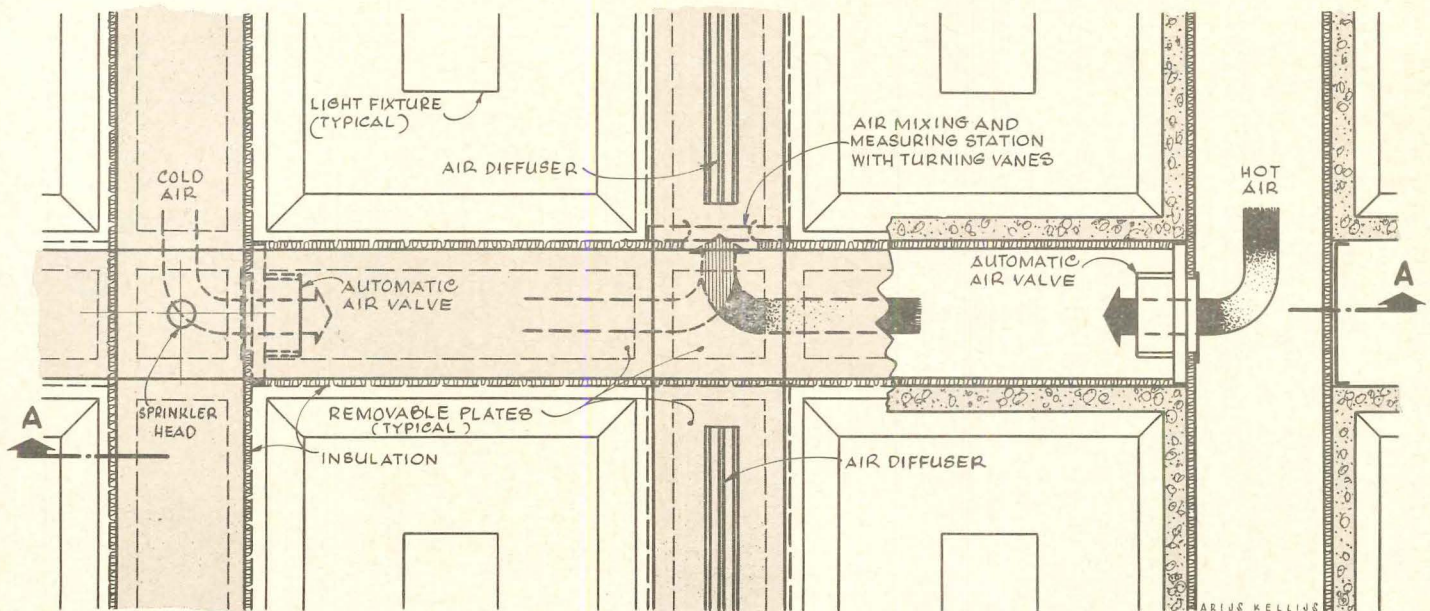 LIGHT FIXTURE
(TYPICAL)
AIR DIFFUSER
AIR MIXING AND
MEASURING STATION
WITH TURNING VANES
COLD
AIR
HOT
AIR
AUTOMATIC
AIR VALVE
AUTOMATIC
AIR VALVE
A
SPRINKLER
HEAD
REMOVABLE PLATES
(TYPICAL)
A
INSULATION
AIR DIFFUSER
ARIJS KELLIJS